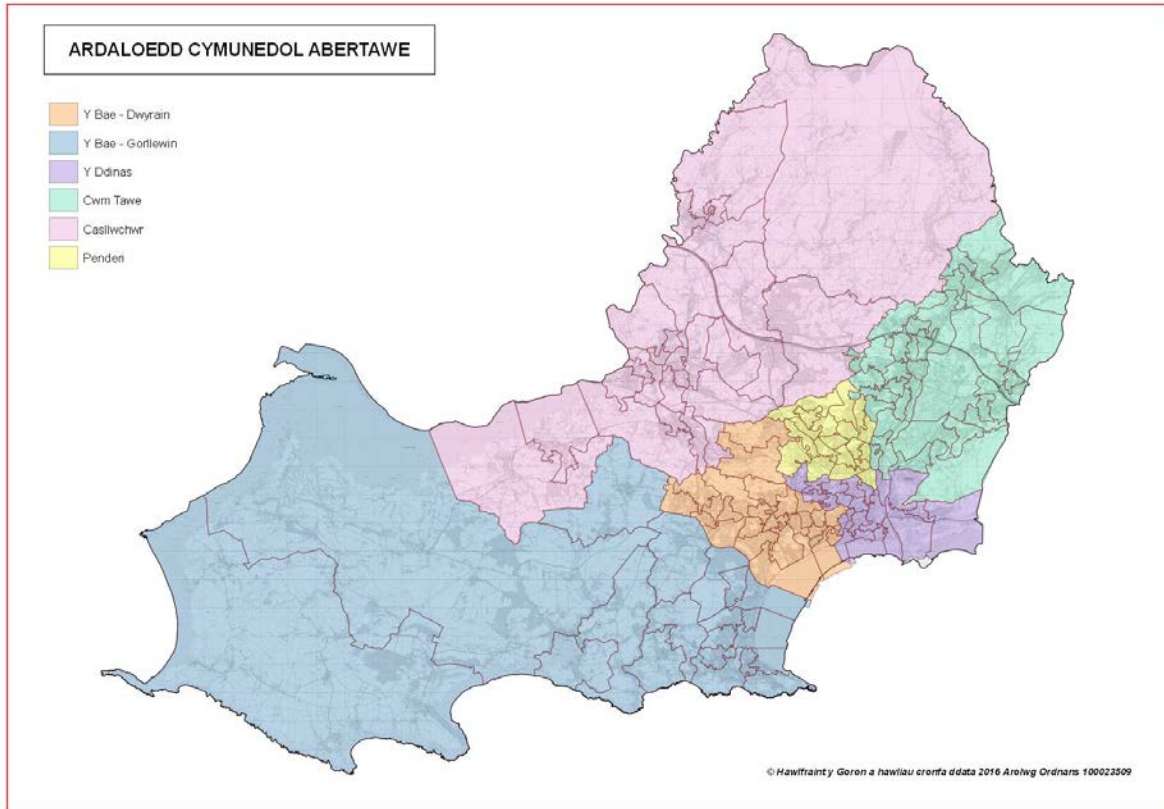 ARDALOEDD CYMUNEDOL ABERTAWE
Y Bae - Dwyrain
Y Bae - Gorllewin
Y Ddinas
Cwm Tawe
Casllwchwr
Penderi
© Hawlfraint y Goron a hawliau cronfa ddata 2016 Arolwg Ordnans 100023509